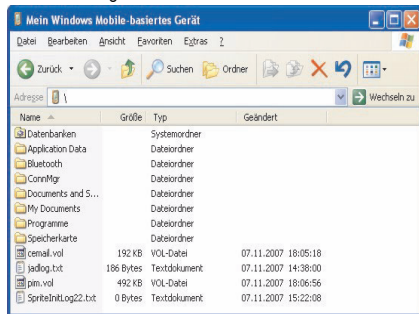 Mein Windows Mobile-basiertes Gerät
Datei Bearbeiten Ansicht Favoriten Extras ?
Zurück Suchen Ordner
Adresse \ Wechseln zu
Name Größe Typ Geändert
Datenbanken Systemordner
Application Data Dateiordner
Bluetooth Dateiordner
ConnMgr Dateiordner
Documents and S... Dateiordner
My Documents Dateiordner
Programme Dateiordner
Speicherkarte Dateiordner
cemail.vol 192 KB VOL-Datei 07.11.2007 18:05:18
jadlog.txt 186 Bytes Textdokument 07.11.2007 14:38:00
pim.vol 492 KB VOL-Datei 07.11.2007 18:06:56
SpriteInitLog22.txt 0 Bytes Textdokument 07.11.2007 15:22:08